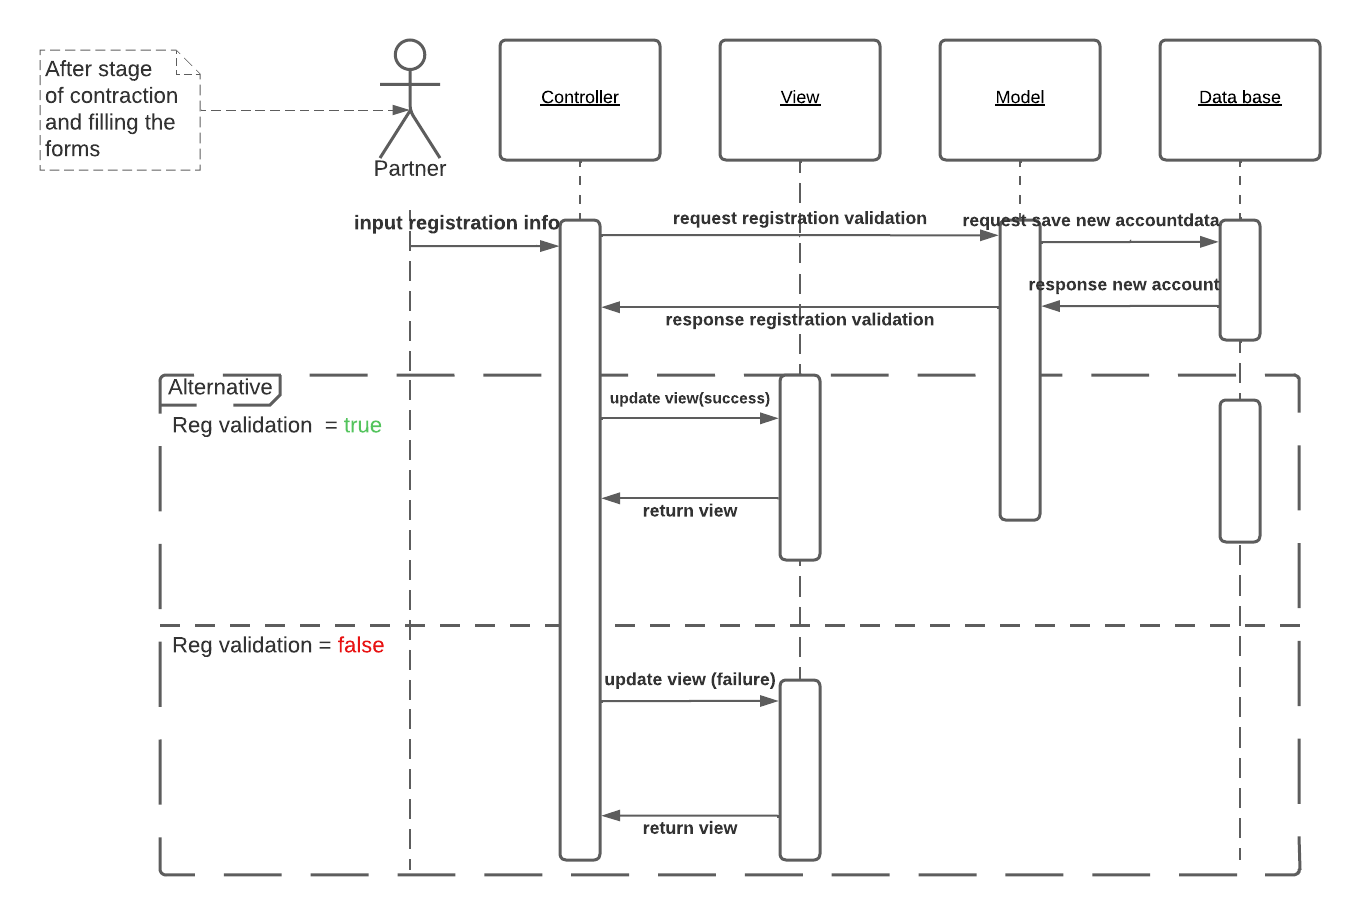 After stage
of contraction
and filling the
forms
Partner
Controller
View
Model
Data base
input registration info
request registration validation
request save new accountdata
response new account
response registration validation
Alternative
Reg validation = true
update view(success)
return view
Reg validation = false
update view (failure)
return view